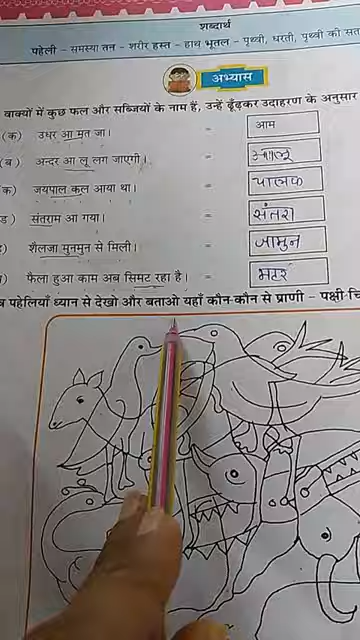 शब्दार्थ
पहेली – समस्या तन – शरीर हस्त – हाथ भूतल – पृथ्वी, धरती, पृथ्वी की सत
अभ्यास
वाक्यों में कुछ फल और सब्जियों के नाम हैं, उन्हें ढूँढ़कर उदाहरण के अनुसार
(क) उधर आ मत जा। = आम
ब) अन्दर आ लू लग जाएगी। = आलू
क) जयपाल कल आया था। = पालक
ड) संतराम आ गया। = संतरा
) शैलजा मुनमुन से मिली। = जामुन
) फैला हुआ काम अब सिमट रहा है। = मटर
पहेलियाँ ध्यान से देखो और बताओ यहाँ कौन-कौन से प्राणी – पक्षी